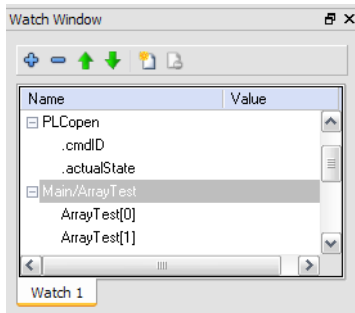 Watch Window
Name Value
PLCopen
.cmdID
.actualState
Main/ArrayTest
ArrayTest[0]
ArrayTest[1]
Watch 1